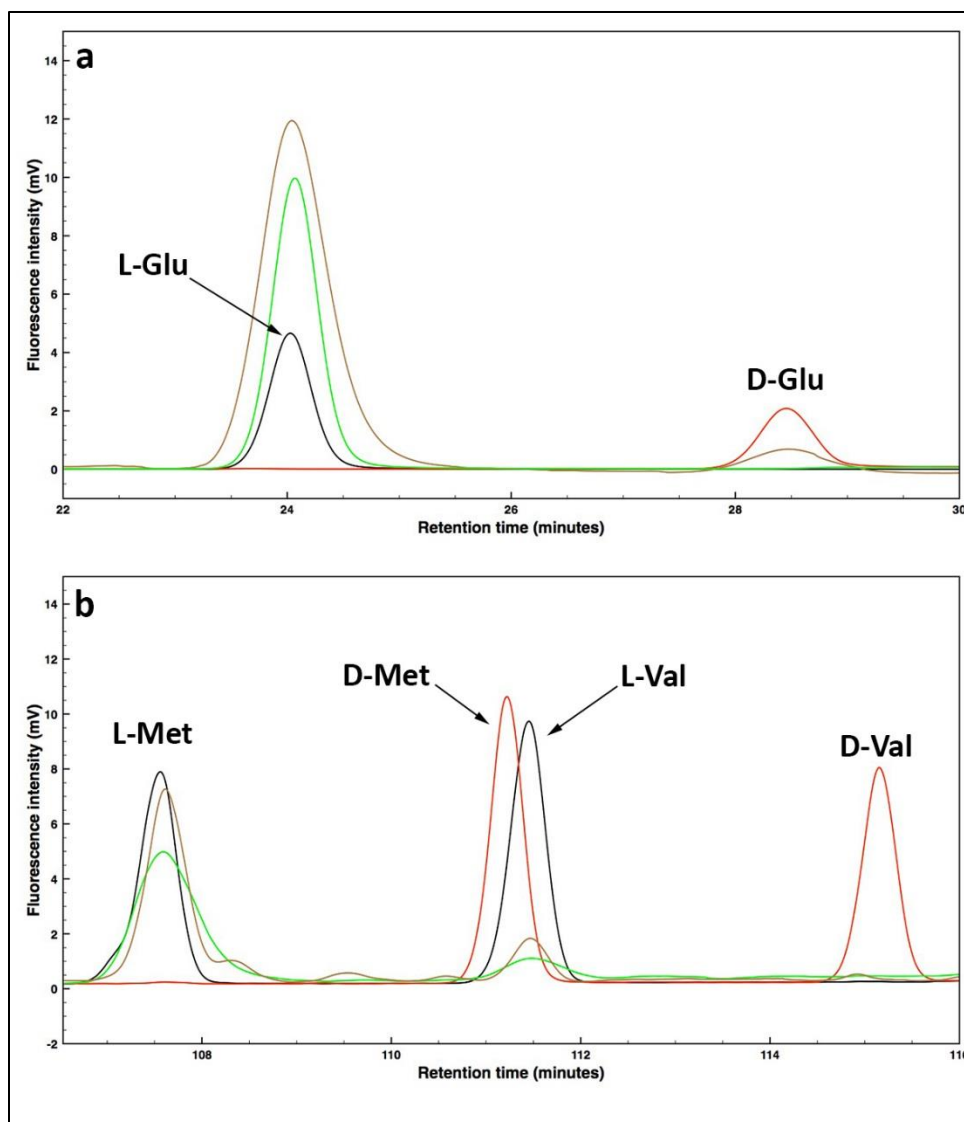 a
14
12
10
8
6
4
2
0
Fluorescence intensity (mV)
L-Glu
D-Glu
22 24 26 28 30
Retention time (minutes)
b
14
12
10
8
6
4
2
0
-2
Fluorescence intensity (mV)
L-Met
D-Met
L-Val
D-Val
108 110 112 114 116
Retention time (minutes)